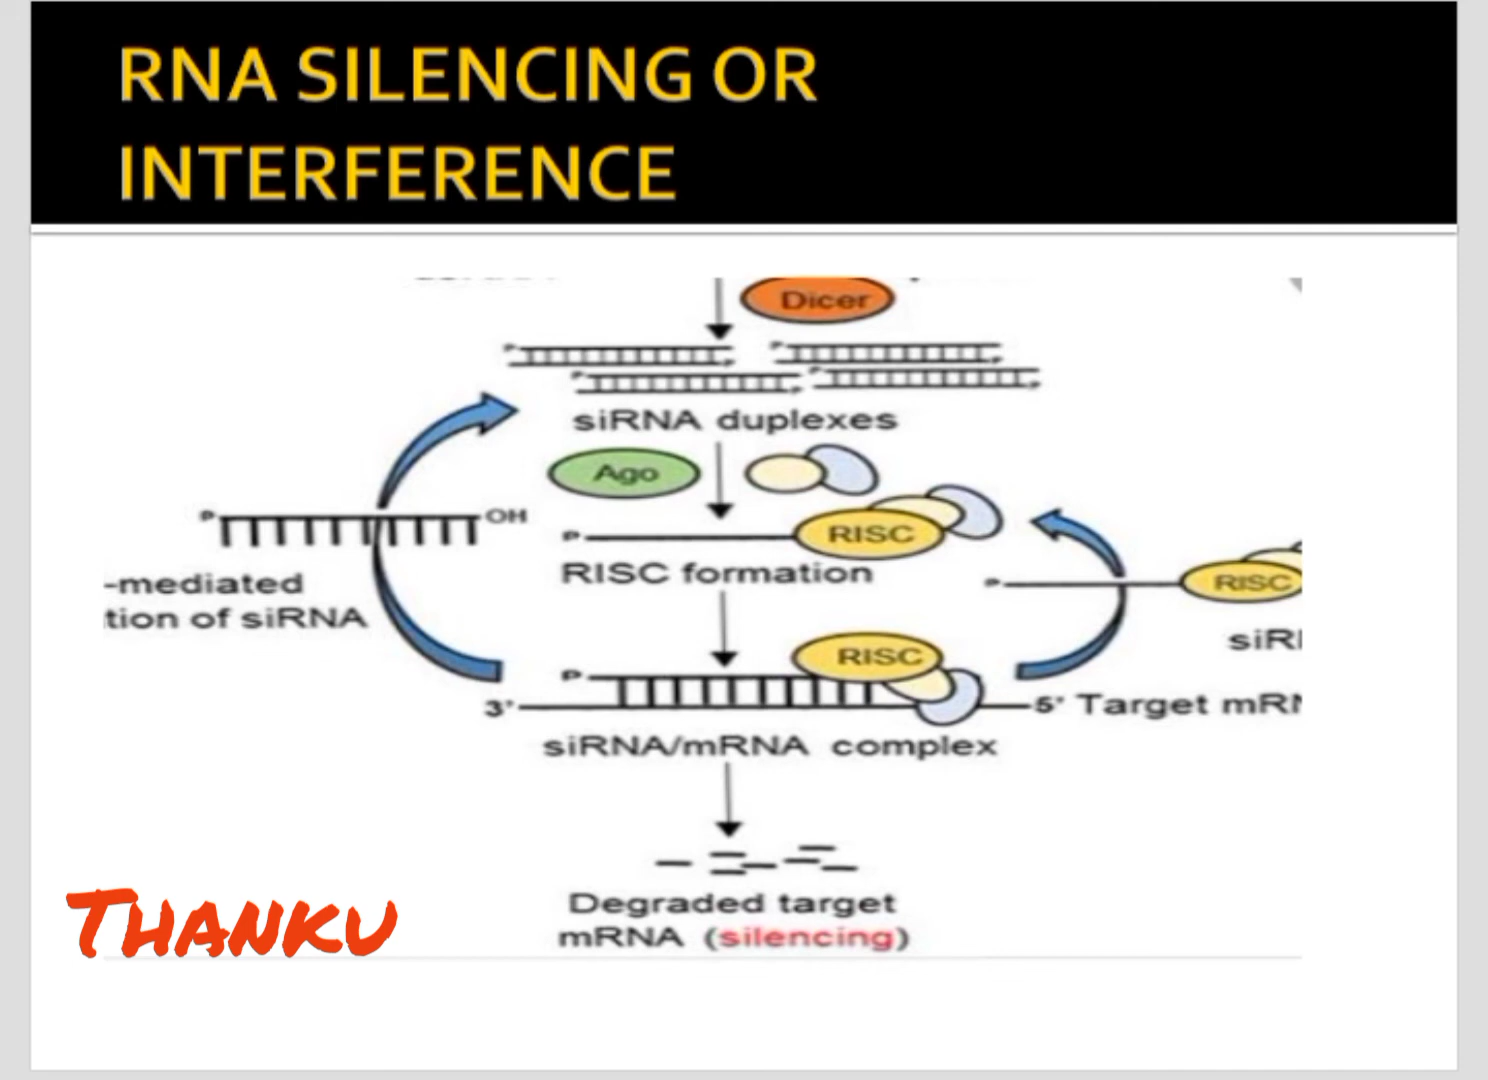 RNA SILENCING OR
INTERFERENCE
Dicer
siRNA duplexes
Ago
P
OH
P
RISC
RISC formation
P
RISC
-mediated
tion of siRNA
siRI
P
RISC
3'
5' Target mRN
siRNA/mRNA complex
Degraded target
mRNA (silencing)
THANKU